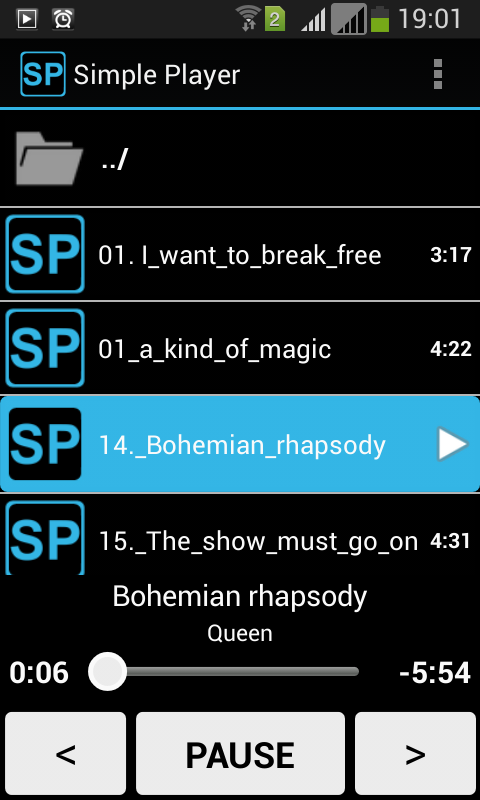 2 19:01
SP Simple Player
../
SP 01. I_want_to_break_free 3:17
SP 01_a_kind_of_magic 4:22
SP 14._Bohemian_rhapsody
SP 15._The_show_must_go_on 4:31
Bohemian rhapsody
Queen
0:06 -5:54
< PAUSE >